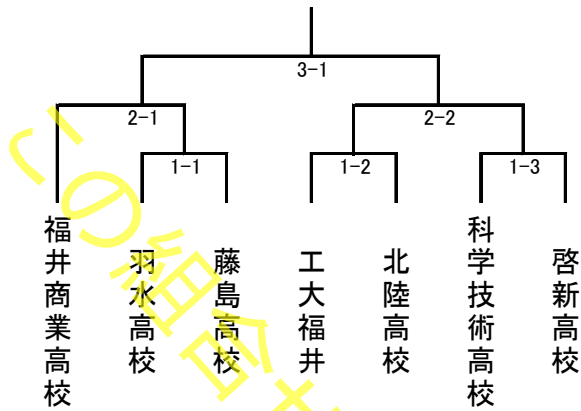 3-1
2-1
2-2
1-1
1-2
1-3
福井商業高校
羽水高校
藤島高校
工大福井
北陸高校
科学技術高校
啓新高校
この組合